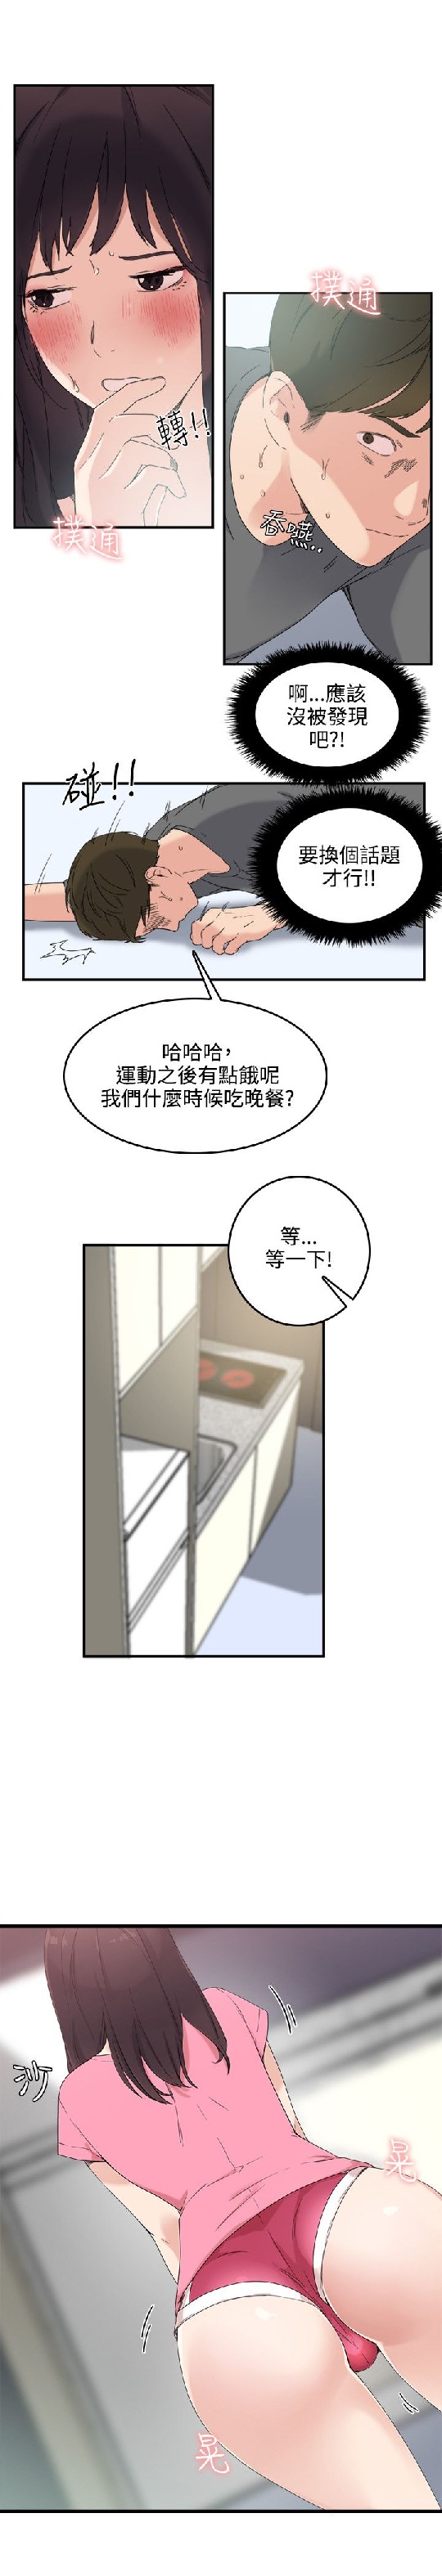 轉!!
撲通
撲通
吞嚥..
啊...應該
沒被發現
吧?!
碰!!
要換個話題
才行!!
哈哈哈,
運動之後有點餓呢
我們什麼時候吃晚餐?
等...
等一下!
沙
晃
晃